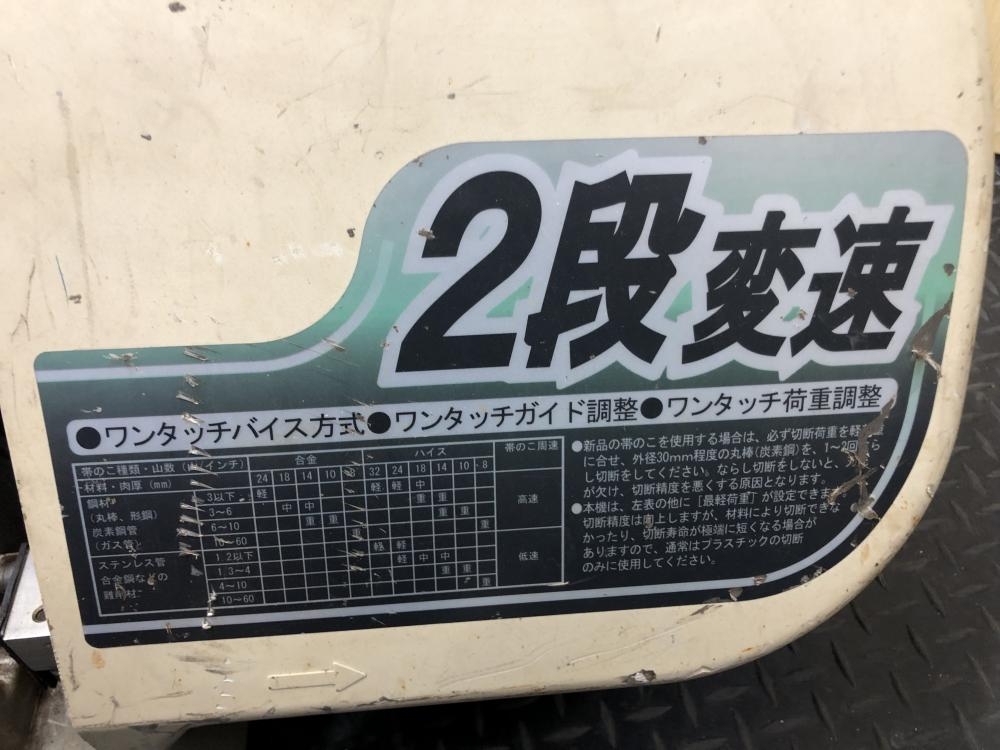 2段変速
●ワンタッチバイス方式●ワンタッチガイド調整●ワンタッチ荷重調整
帯のこ種類・山数 インチ) 合金 ハイス 帯のこ周速
材料・肉厚 (mm) 24 18 14 10 8 32 24 18 14 10・8
鋼材 3以下 軽 軽 軽 中 高速
(丸棒、形鋼) 3〜6 中 中 重 重
炭素鋼管 6〜10 重 重 重
(ガス管) 10〜60 重
ステンレス管 1.2以下 軽 軽 低速
合金鋼などの 1.3〜4 軽 中 中
難削材 4〜10 重 重
10〜60 重
●新品の帯のこを使用する場合は、必ず切断荷重を軽
に合せ、外径30mm程度の丸棒(炭素鋼)を、1〜2回
し切断をしてください。ならし切断をしないと、
が欠け、切断精度を悪くする原因となります。
●本機は、左表の他に「最軽荷重」が設定できま
切断精度は向上しますが、材料により切断できな
かったり、切断寿命が極端に短くなる場合が
ありますので、通常はプラスチックの切断
のみに使用してください。